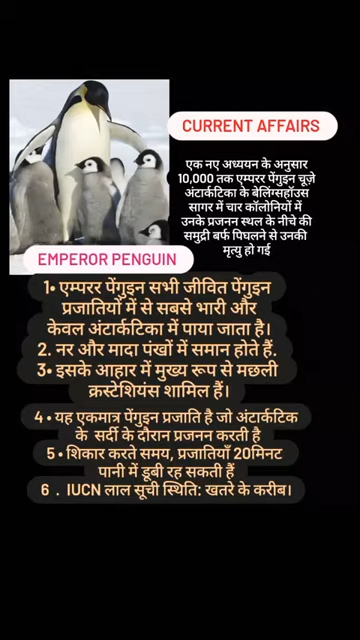 CURRENT AFFAIRS
एक नए अध्ययन के अनुसार
10,000 तक एम्परर पेंगुइन चूज़े
अंटार्कटिका के बेलिंग्सहॉउस
सागर में चार कॉलोनियों में
उनके प्रजनन स्थल के नीचे की
समुद्री बर्फ पिघलने से उनकी
मृत्यु हो गई
EMPEROR PENGUIN
1• एम्परर पेंगुइन सभी जीवित पेंगुइन
प्रजातियों में से सबसे भारी और
केवल अंटार्कटिका में पाया जाता है।
2. नर और मादा पंखों में समान होते हैं.
3• इसके आहार में मुख्य रूप से मछली
क्रस्टेशियंस शामिल हैं।
4 • यह एकमात्र पेंगुइन प्रजाति है जो अंटार्कटिक
के सर्दी के दौरान प्रजनन करती है
5 • शिकार करते समय, प्रजातियाँ 20मिनट
पानी में डूबी रह सकती हैं
6 . IUCN लाल सूची स्थिति: खतरे के करीब।